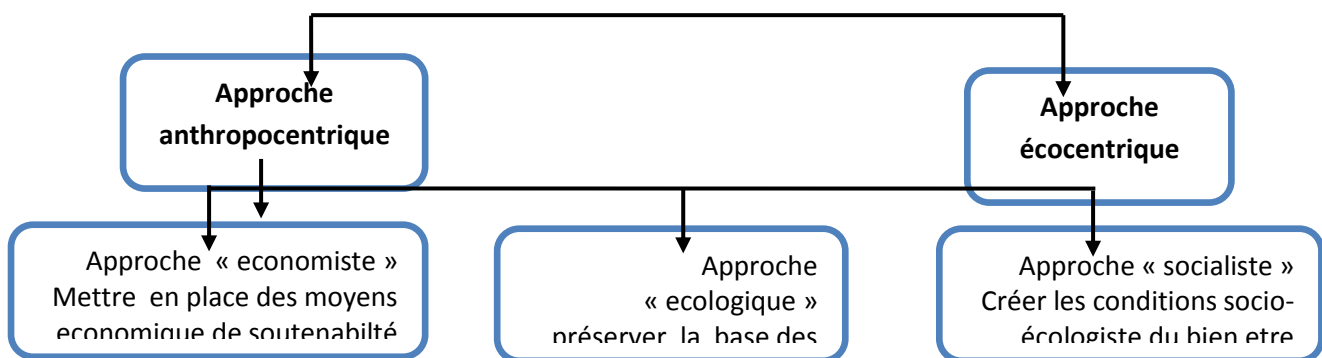 Approche
anthropocentrique
Approche
écocentrique
Approche « economiste »
Mettre en place des moyens
economique de soutenabilté
Approche
« ecologique »
préserver la base des
Approche « socialiste »
Créer les conditions socio-
écologiste du bien etre